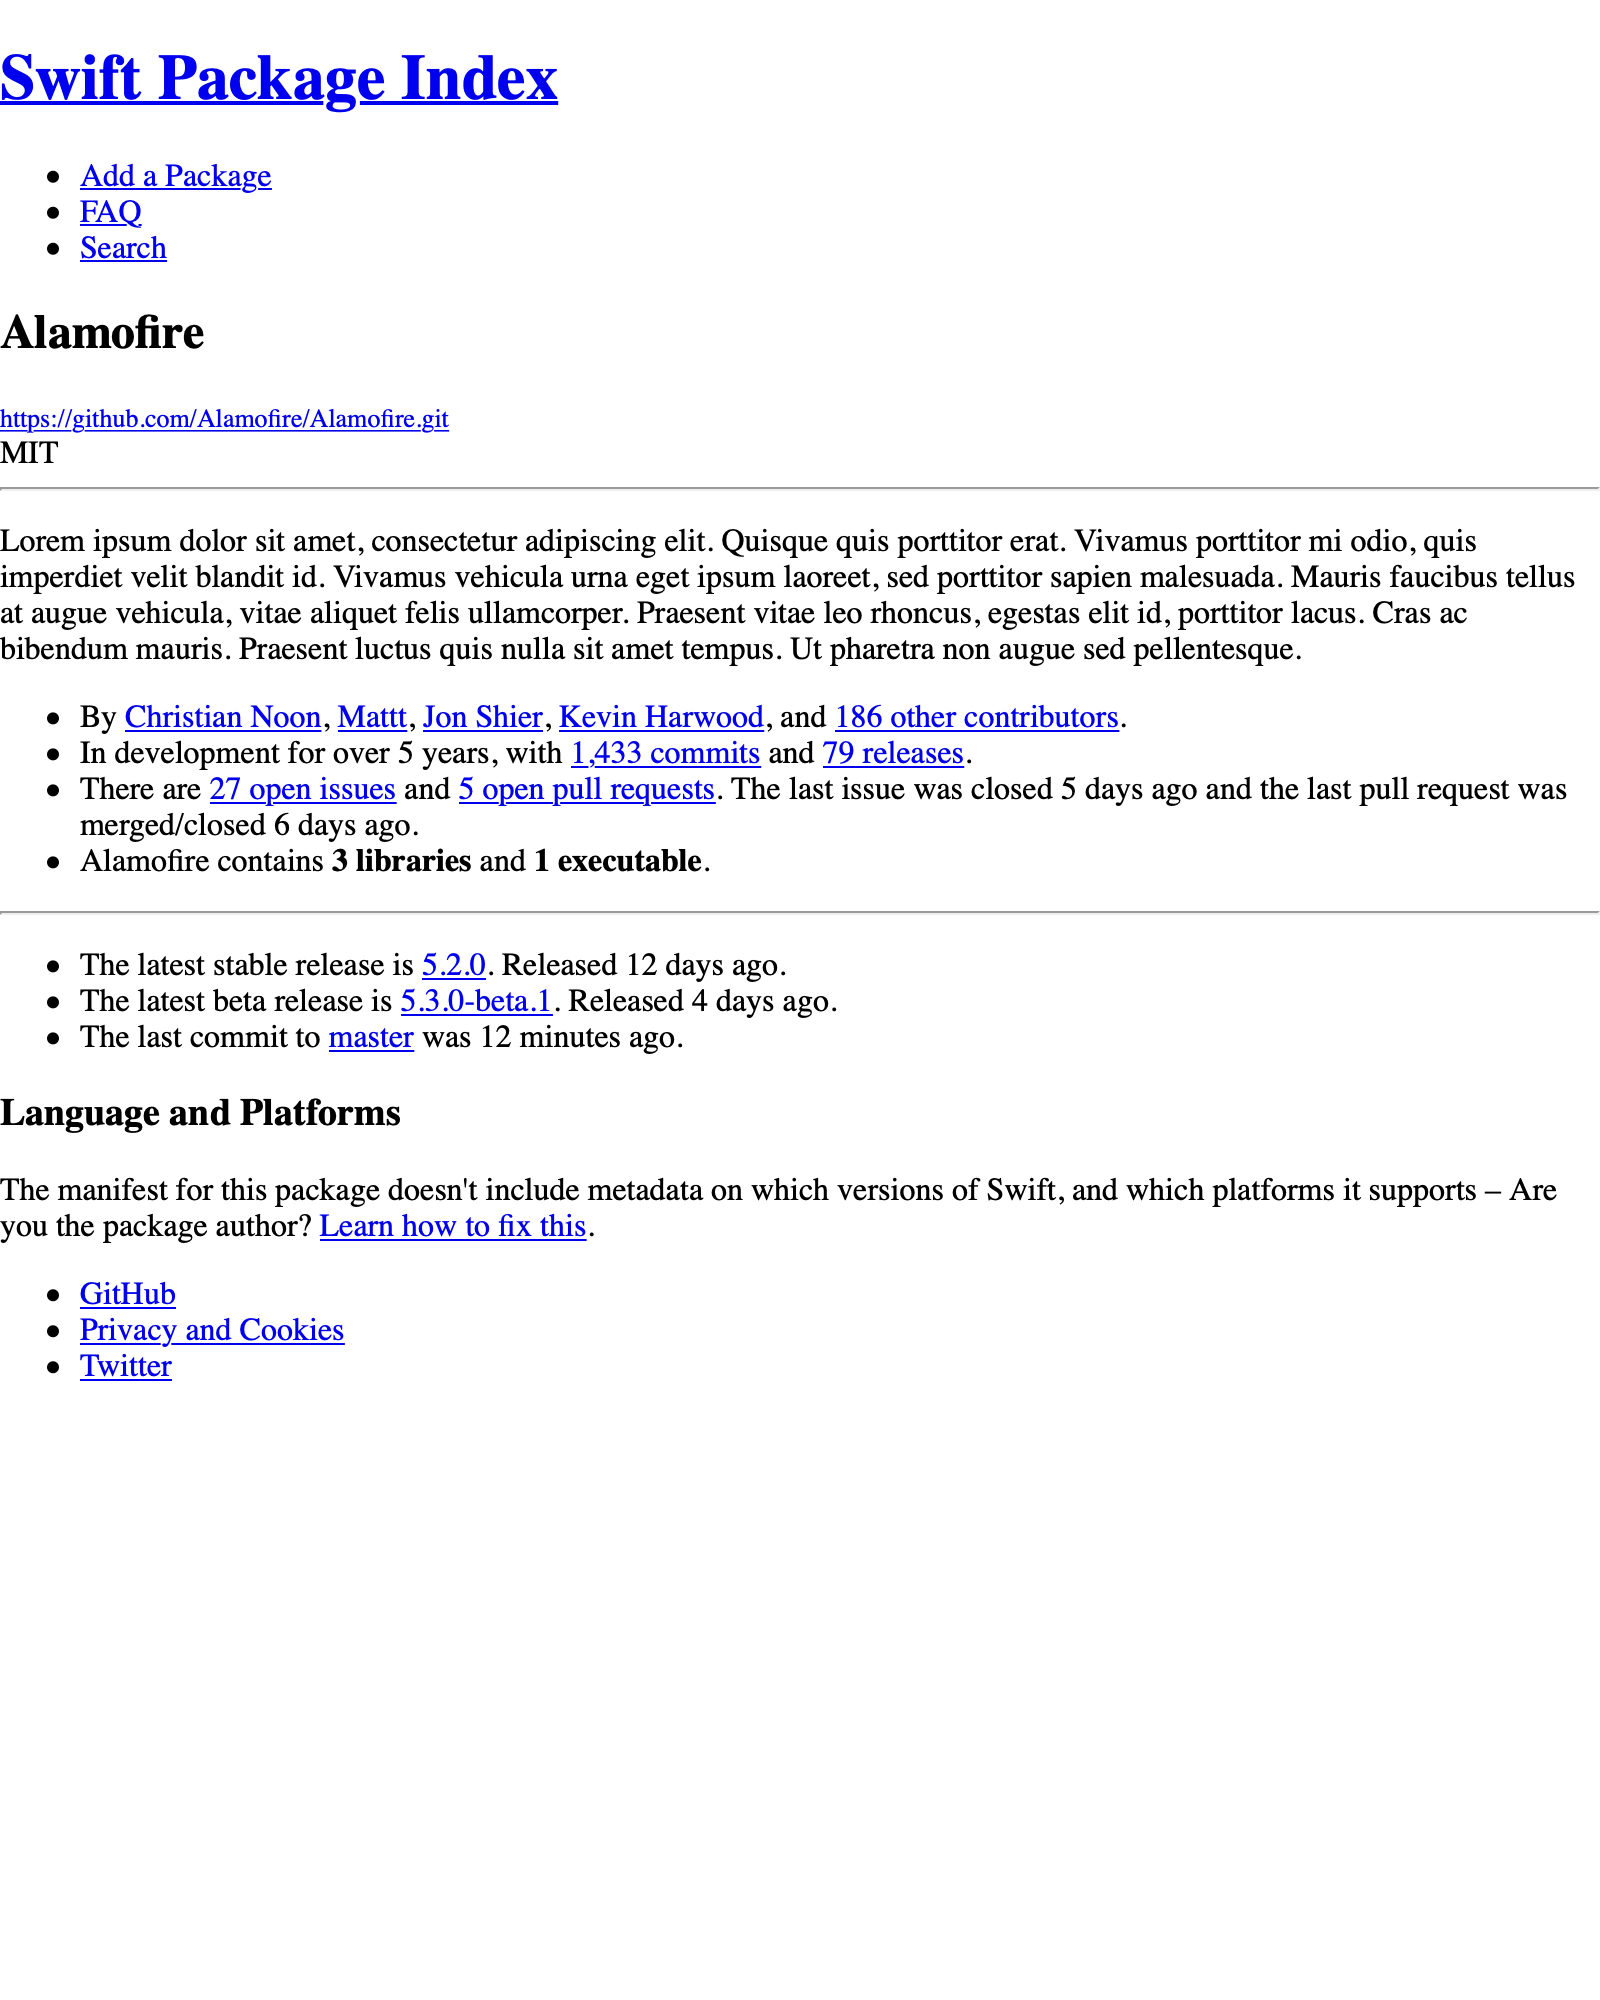 Swift Package Index
Add a Package
FAQ
Search
Alamofire
https://github.com/Alamofire/Alamofire.git
MIT
Lorem ipsum dolor sit amet, consectetur adipiscing elit. Quisque quis porttitor erat. Vivamus porttitor mi odio, quis
imperdiet velit blandit id. Vivamus vehicula urna eget ipsum laoreet, sed porttitor sapien malesuada. Mauris faucibus tellus
at augue vehicula, vitae aliquet felis ullamcorper. Praesent vitae leo rhoncus, egestas elit id, porttitor lacus. Cras ac
bibendum mauris. Praesent luctus quis nulla sit amet tempus. Ut pharetra non augue sed pellentesque.
By Christian Noon, Mattt, Jon Shier, Kevin Harwood, and 186 other contributors.
In development for over 5 years, with 1,433 commits and 79 releases.
There are 27 open issues and 5 open pull requests. The last issue was closed 5 days ago and the last pull request was
merged/closed 6 days ago.
Alamofire contains 3 libraries and 1 executable.
The latest stable release is 5.2.0. Released 12 days ago.
The latest beta release is 5.3.0-beta.1. Released 4 days ago.
The last commit to master was 12 minutes ago.
Language and Platforms
The manifest for this package doesn't include metadata on which versions of Swift, and which platforms it supports – Are
you the package author? Learn how to fix this.
GitHub
Privacy and Cookies
Twitter